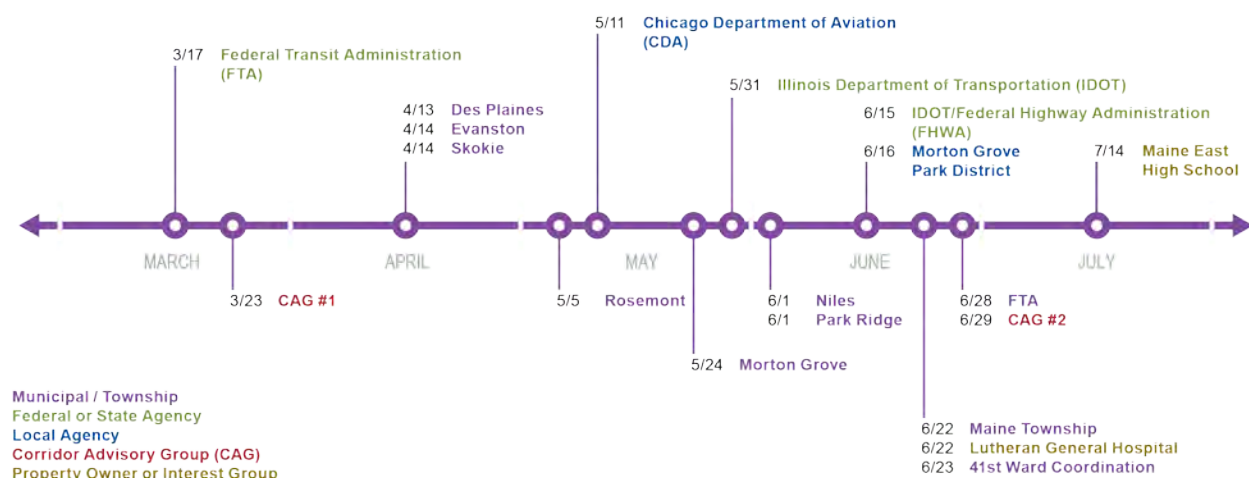 5/11 Chicago Department of Aviation
(CDA)
3/17 Federal Transit Administration
(FTA)
5/31 Illinois Department of Transportation (IDOT)
4/13 Des Plaines
4/14 Evanston
4/14 Skokie
6/15 IDOT/Federal Highway Administration
(FHWA)
6/16 Morton Grove
Park District
7/14 Maine East
High School
MARCH APRIL MAY JUNE JULY
3/23 CAG #1
5/5 Rosemont
6/1 Niles
6/1 Park Ridge
6/28 FTA
6/29 CAG #2
5/24 Morton Grove
6/22 Maine Township
6/22 Lutheran General Hospital
6/23 41st Ward Coordination
Municipal / Township
Federal or State Agency
Local Agency
Corridor Advisory Group (CAG)
Property Owner or Interest Group